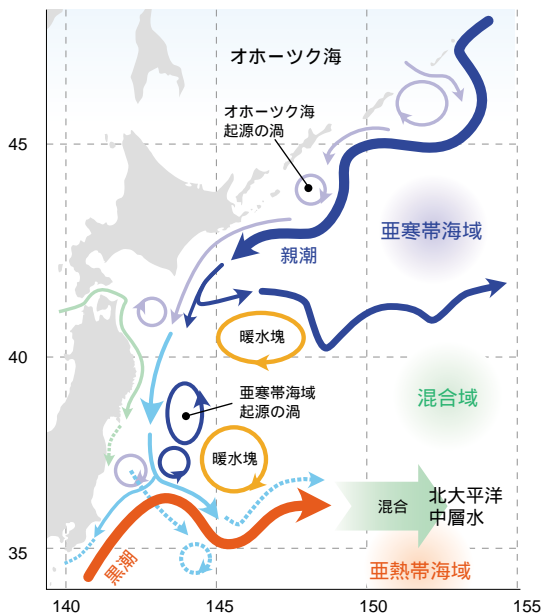 オホーツク海
オホーツク海
起源の渦
45
亜寒帯海域
親潮
暖水塊
40
亜寒帯海域
起源の渦
混合域
暖水塊
混合
北大平洋
中層水
35
黒潮
亜熱帯海域
140
145
150
155